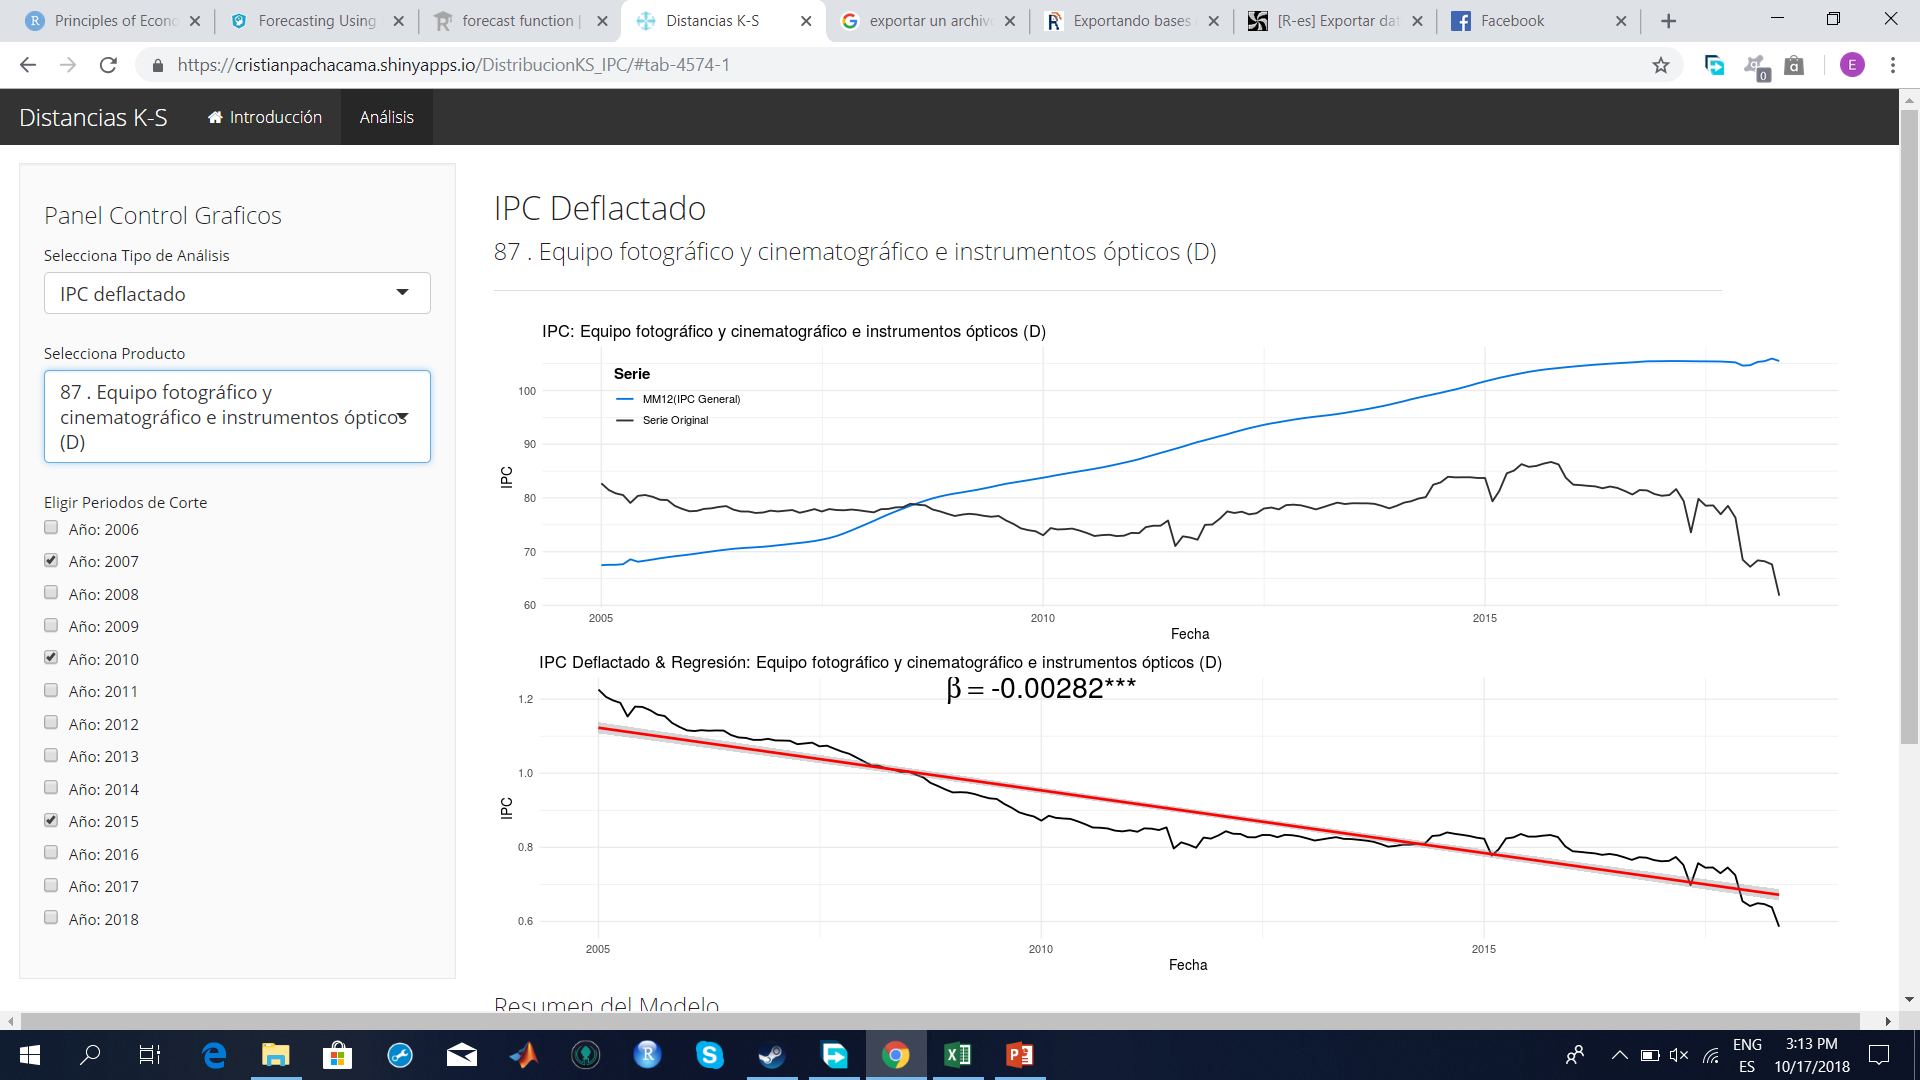 Principles of Econo
Forecasting Using
forecast function |
Distancias K-S
exportar un archivo
Exportando bases
[R-es] Exportar dat
Facebook
https://cristianpachacama.shinyapps.io/DistribucionKS_IPC/#tab-4574-1
0
a
E
Distancias K-S
Introducción
Análisis
Panel Control Graficos
Selecciona Tipo de Análisis
IPC deflactado
Selecciona Producto
87 . Equipo fotográfico y
cinematográfico e instrumentos ópticos
(D)
Eligir Periodos de Corte
Año: 2006
Año: 2007
Año: 2008
Año: 2009
Año: 2010
Año: 2011
Año: 2012
Año: 2013
Año: 2014
Año: 2015
Año: 2016
Año: 2017
Año: 2018
IPC Deflactado
87 . Equipo fotográfico y cinematográfico e instrumentos ópticos (D)
IPC: Equipo fotográfico y cinematográfico e instrumentos ópticos (D)
Serie
MM12(IPC General)
Serie Original
100
90
80
70
60
IPC
2005
2010
2015
Fecha
IPC Deflactado & Regresión: Equipo fotográfico y cinematográfico e instrumentos ópticos (D)
β = -0.00282***
1.2
1.0
0.8
0.6
IPC
2005
2010
2015
Fecha
Resumen del Modelo
ENG
ES
3:13 PM
10/17/2018